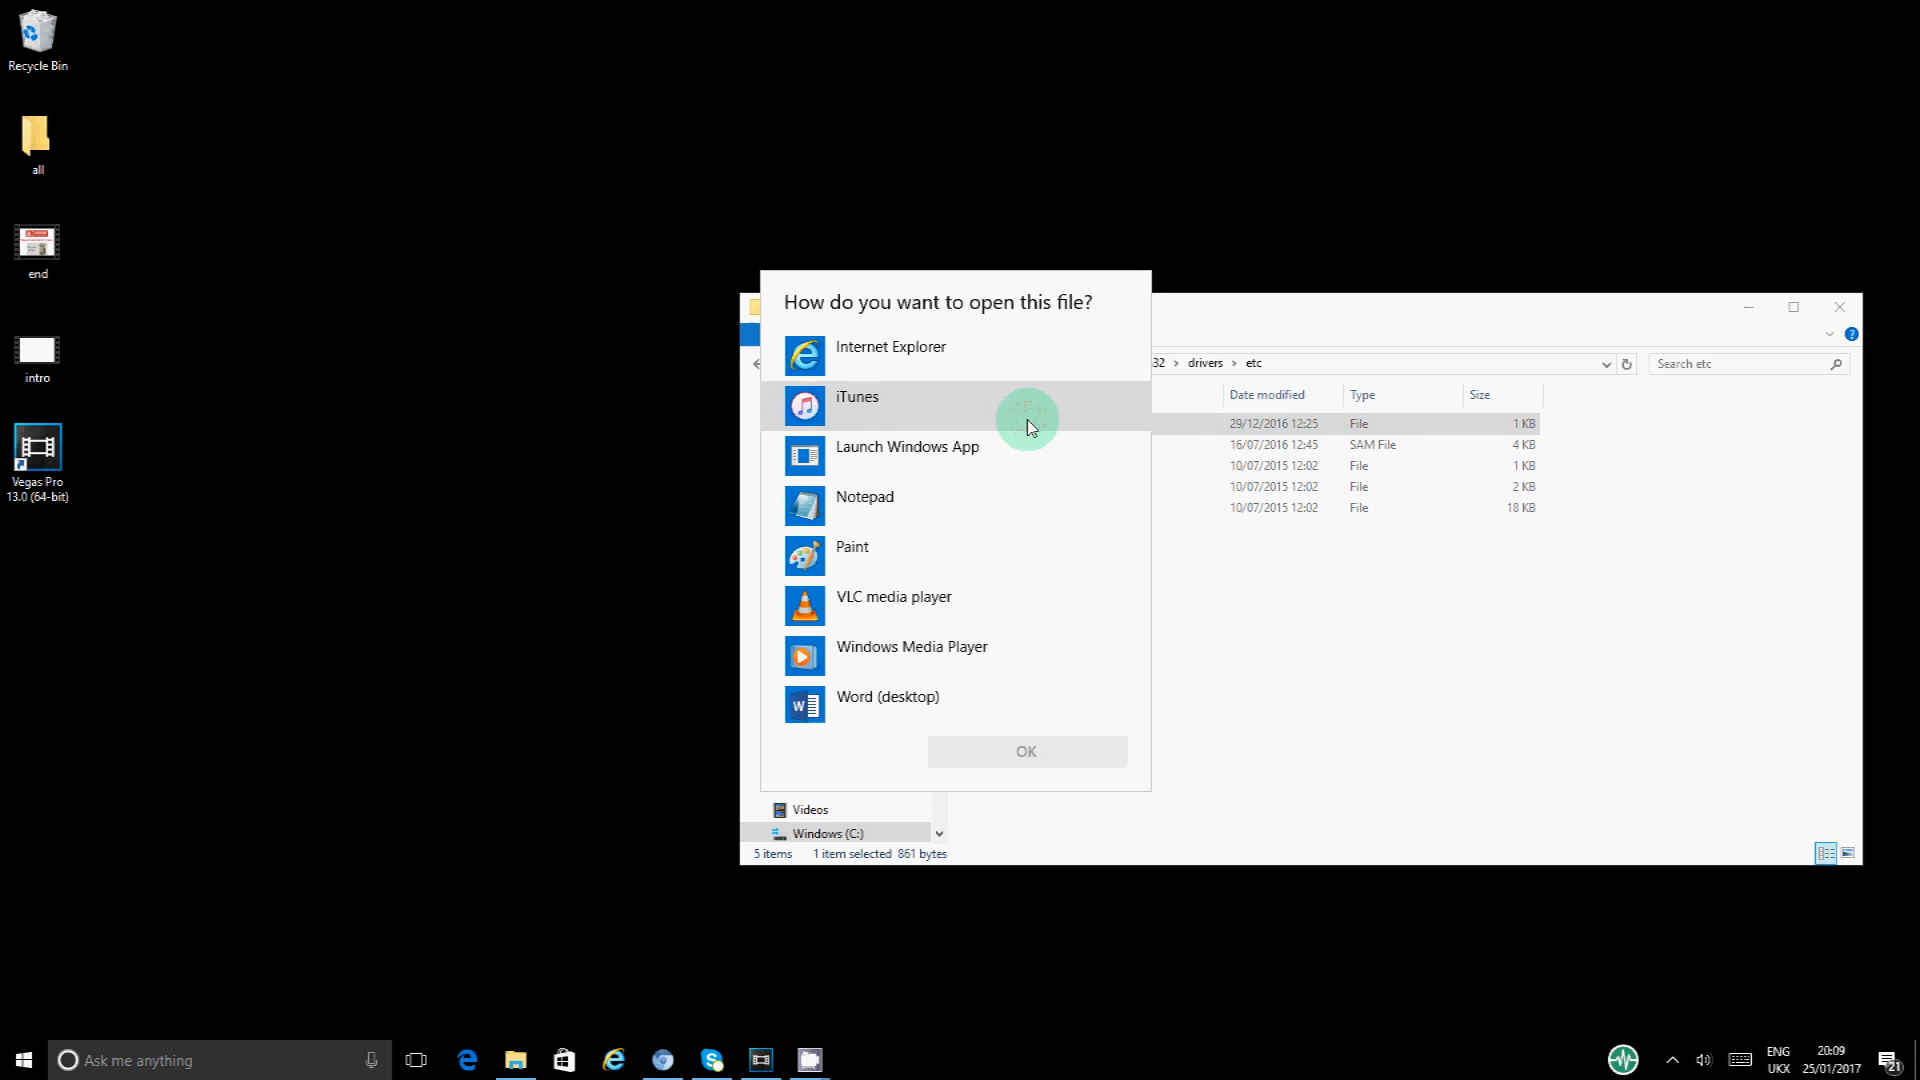 Recycle Bin
all
end
intro
Vegas Pro
13.0 (64-bit)
How do you want to open this file?
Internet Explorer
iTunes
Launch Windows App
Notepad
Paint
VLC media player
Windows Media Player
Word (desktop)
OK
32 > drivers > etc
Search etc
Date modified Type Size
29/12/2016 12:25 File 1 KB
16/07/2016 12:45 SAM File 4 KB
10/07/2015 12:02 File 1 KB
10/07/2015 12:02 File 2 KB
10/07/2015 12:02 File 18 KB
Videos
Windows (C:)
5 items 1 item selected 861 bytes
Ask me anything
ENG
UKX
20:09
25/01/2017
21